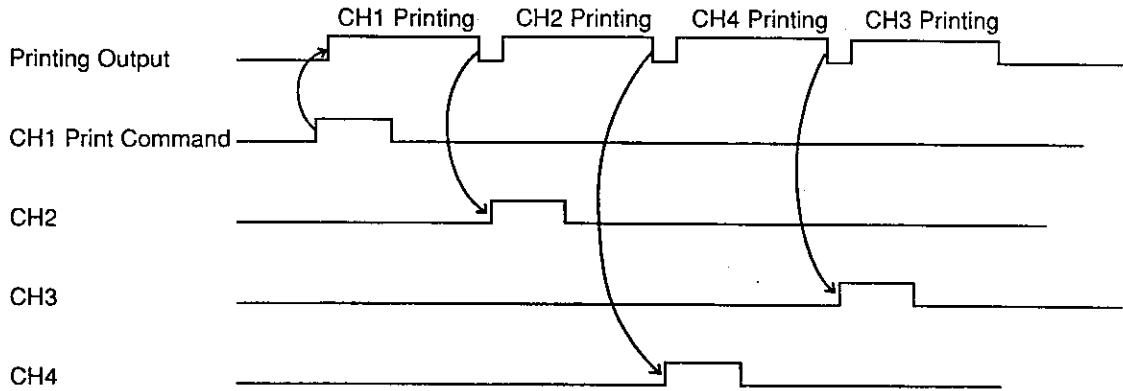 CH1 Printing CH2 Printing CH4 Printing CH3 Printing
Printing Output
CH1 Print Command
CH2
CH3
CH4